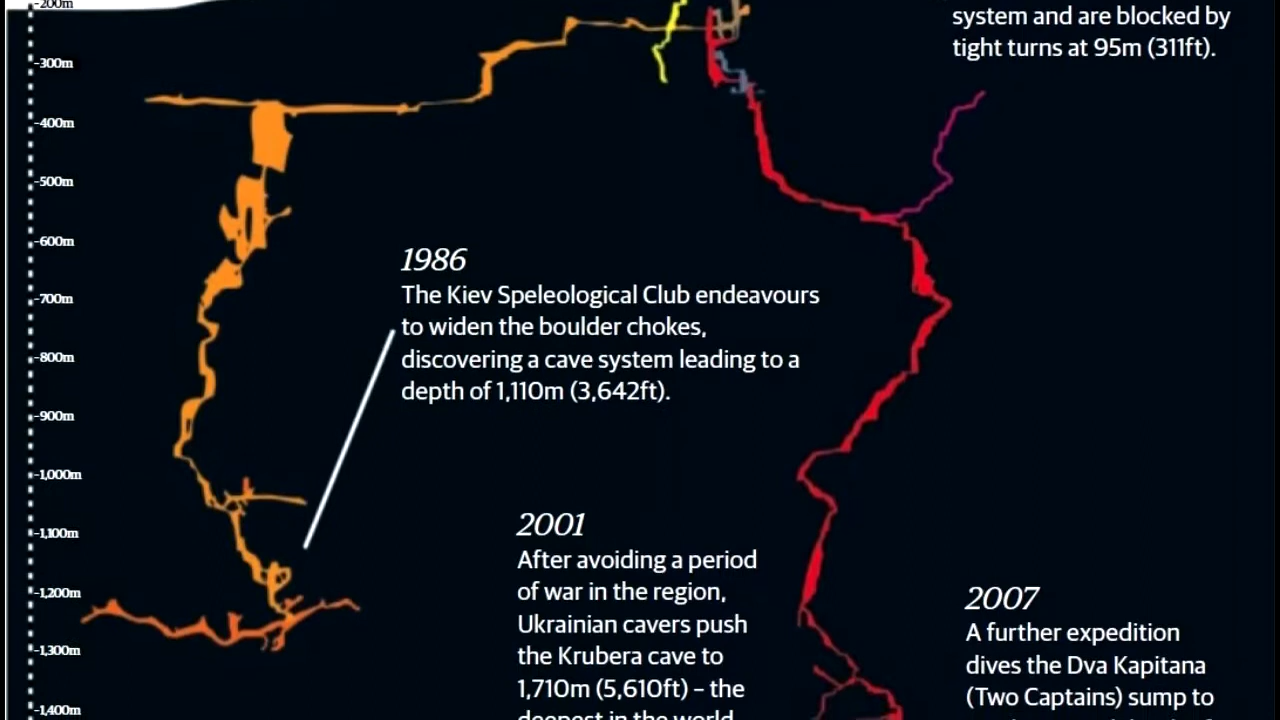 -200m
system and are blocked by
tight turns at 95m (311ft).
-300m
-400m
-500m
-600m
1986
The Kiev Speleological Club endeavours
to widen the boulder chokes,
discovering a cave system leading to a
depth of 1,110m (3,642ft).
-700m
-800m
-900m
-1,000m
-1,100m
-1,200m
-1,300m
-1,400m
2001
After avoiding a period
of war in the region,
Ukrainian cavers push
the Krubera cave to
1,710m (5,610ft) – the
deepest in the world
2007
A further expedition
dives the Dva Kapitana
(Two Captains) sump to